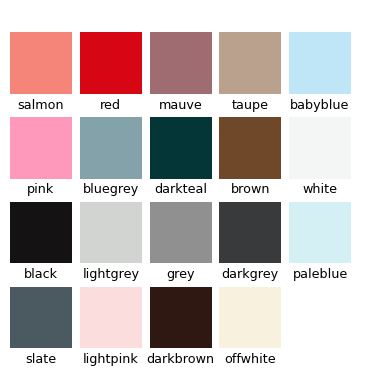 salmon red mauve taupe babyblue
pink bluegrey darkteal brown white
black lightgrey grey darkgrey paleblue
slate lightpink darkbrown offwhite